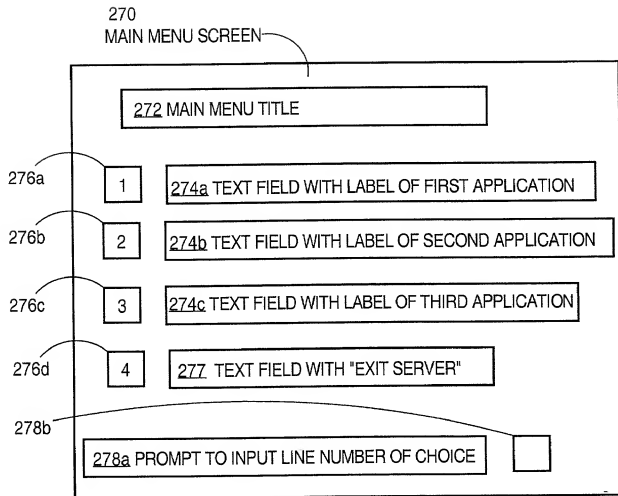 270
MAIN MENU SCREEN
272 MAIN MENU TITLE
276a 1 274a TEXT FIELD WITH LABEL OF FIRST APPLICATION
276b 2 274b TEXT FIELD WITH LABEL OF SECOND APPLICATION
276c 3 274c TEXT FIELD WITH LABEL OF THIRD APPLICATION
276d 4 277 TEXT FIELD WITH "EXIT SERVER"
278b
278a PROMPT TO INPUT LINE NUMBER OF CHOICE